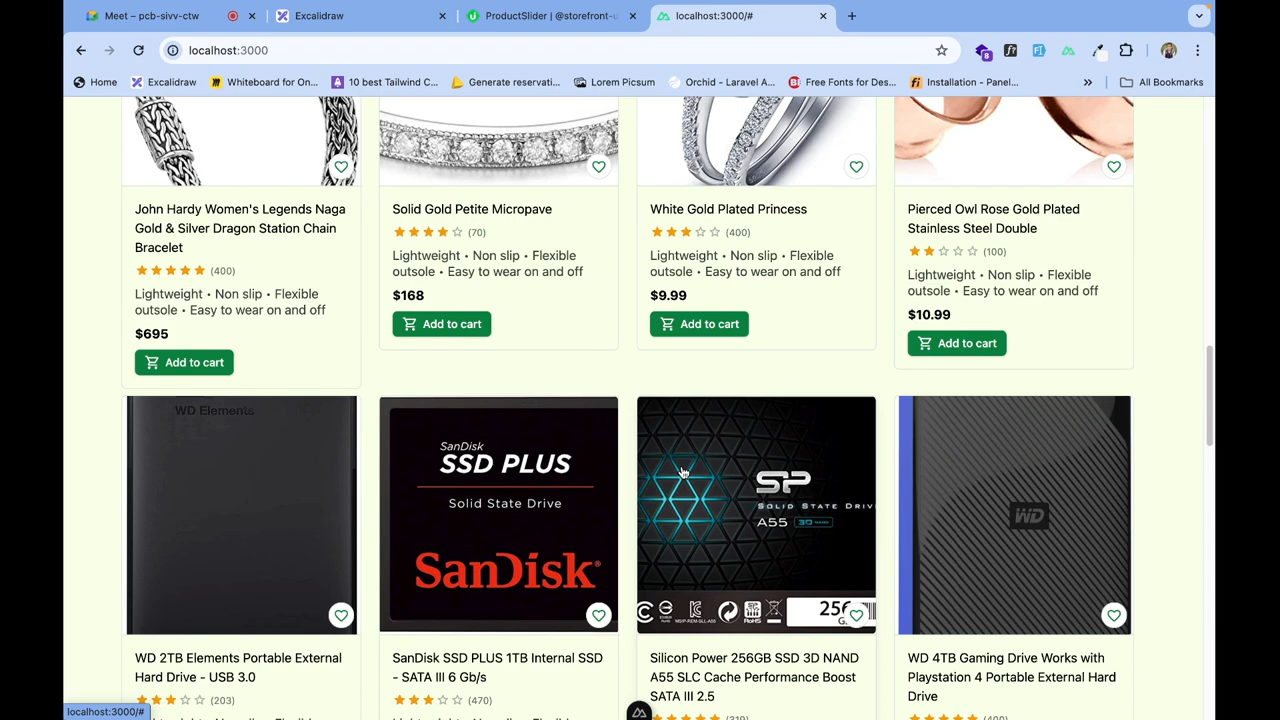 Meet – pcb-sivv-ctw
Excalidraw
ProductSlider | @storefront-u
localhost:3000/#
localhost:3000
8
Home
Excalidraw
Whiteboard for On...
10 best Tailwind C...
Generate reservati...
Lorem Picsum
Orchid - Laravel A...
Free Fonts for Des...
Installation - Panel...
»
All Bookmarks
John Hardy Women's Legends Naga
Gold & Silver Dragon Station Chain
Bracelet
(400)
Lightweight • Non slip • Flexible
outsole • Easy to wear on and off
$695
Add to cart
Solid Gold Petite Micropave
(70)
Lightweight • Non slip • Flexible
outsole • Easy to wear on and off
$168
Add to cart
White Gold Plated Princess
(400)
Lightweight • Non slip • Flexible
outsole • Easy to wear on and off
$9.99
Add to cart
Pierced Owl Rose Gold Plated
Stainless Steel Double
(100)
Lightweight • Non slip • Flexible
outsole • Easy to wear on and off
$10.99
Add to cart
WD Elements
WD 2TB Elements Portable External
Hard Drive - USB 3.0
(203)
SanDisk
SSD PLUS
Solid State Drive
SanDisk
SanDisk SSD PLUS 1TB Internal SSD
- SATA III 6 Gb/s
(470)
SP
SOLID STATE DRIV
A55 3D NAND
256
Silicon Power 256GB SSD 3D NAND
A55 SLC Cache Performance Boost
SATA III 2.5
(319)
WD
WD 4TB Gaming Drive Works with
Playstation 4 Portable External Hard
Drive
(400)
localhost:3000/#